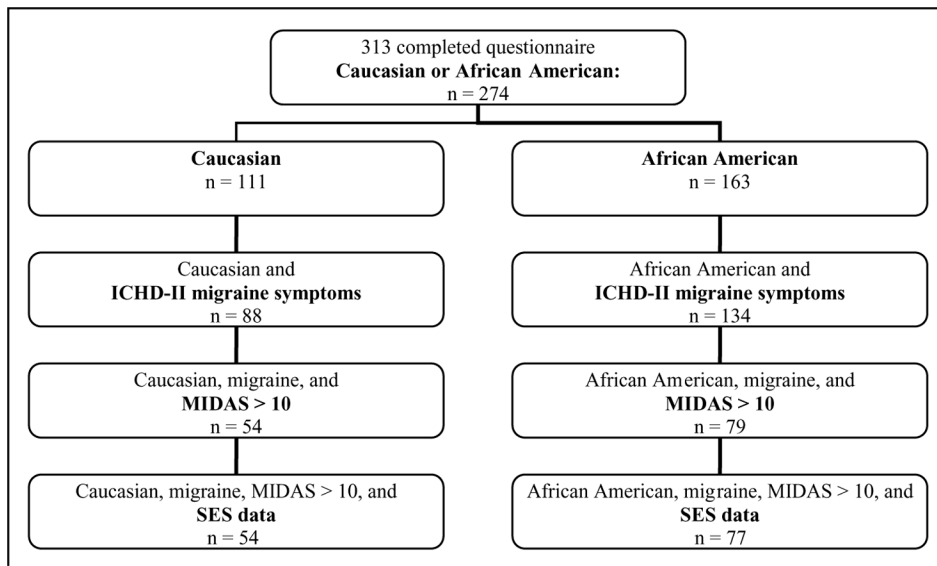 313 completed questionnaire
Caucasian or African American:
n = 274
Caucasian
n = 111
African American
n = 163
Caucasian and
ICHD-II migraine symptoms
n = 88
African American and
ICHD-II migraine symptoms
n = 134
Caucasian, migraine, and
MIDAS > 10
n = 54
African American, migraine, and
MIDAS > 10
n = 79
Caucasian, migraine, MIDAS > 10, and
SES data
n = 54
African American, migraine, MIDAS > 10, and
SES data
n = 77